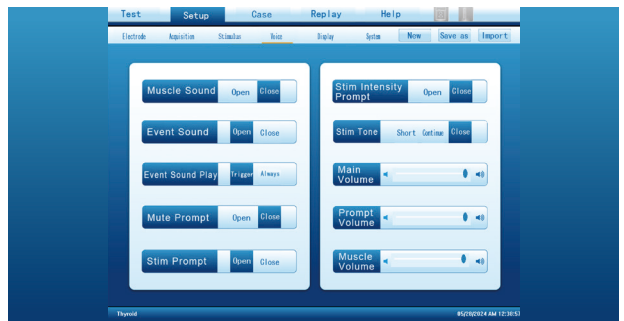 Test Setup Case Replay Help
Electrode Acquisition Stimulus Voice Display System New Save as Import
Muscle Sound Open Close
Event Sound Open Close
Event Sound Play Trigger Always
Mute Prompt Open Close
Stim Prompt Open Close
Stim Intensity
Prompt Open Close
Stim Tone Short Continue Close
Main
Volume
Prompt
Volume
Muscle
Volume
Thyroid 05/20/2024 AM 12:36:51